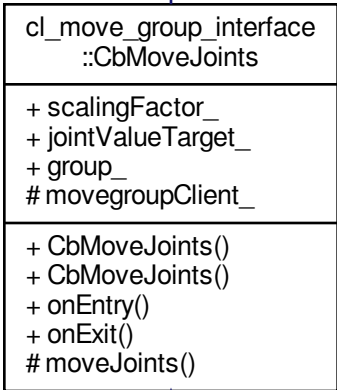 cl_move_group_interface
::CbMoveJoints
+ scalingFactor_
+ jointValueTarget_
+ group_
# movegroupClient_
+ CbMoveJoints()
+ CbMoveJoints()
+ onEntry()
+ onExit()
# moveJoints()